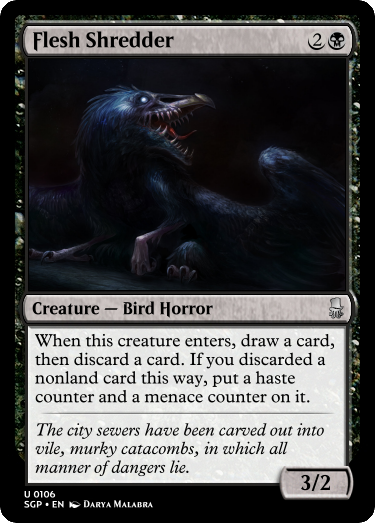 Flesh Shredder 2
Creature — Bird Horror
When this creature enters, draw a card,
then discard a card. If you discarded a
nonland card this way, put a haste
counter and a menace counter on it.
The city sewers have been carved out into
vile, murky catacombs, in which all
manner of dangers lie.
3/2
U 0106
SGP • EN Darya Malabra